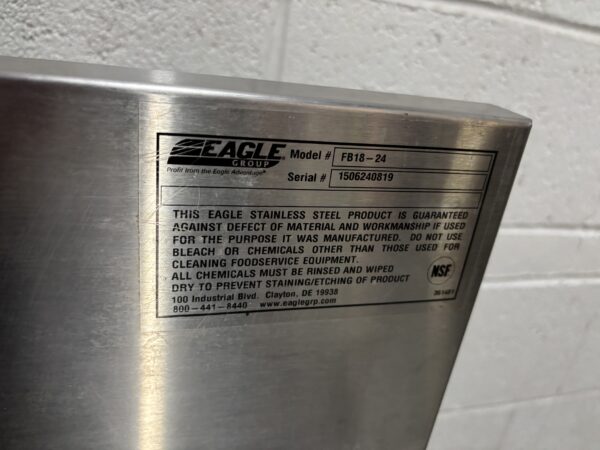 EAGLE
GROUP
Profit from the Eagle Advantage®
Model # FB18-24
Serial # 1506240819
THIS EAGLE STAINLESS STEEL PRODUCT IS GUARANTEED
AGAINST DEFECT OF MATERIAL AND WORKMANSHIP IF USED
FOR THE PURPOSE IT WAS MANUFACTURED. DO NOT USE
BLEACH OR CHEMICALS OTHER THAN THOSE USED FOR
CLEANING FOODSERVICE EQUIPMENT.
ALL CHEMICALS MUST BE RINSED AND WIPED
DRY TO PREVENT STAINING/ETCHING OF PRODUCT
100 Industrial Blvd. Clayton, DE 19938
800-441-8440 www.eaglegrp.com
NSF